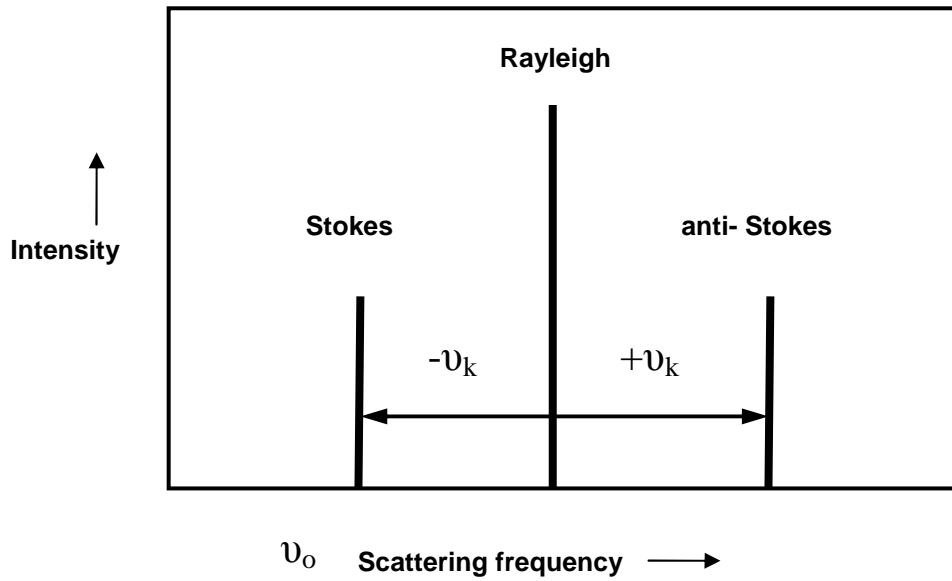 Rayleigh
Stokes
anti- Stokes
Intensity
-υk
+υk
υo Scattering frequency